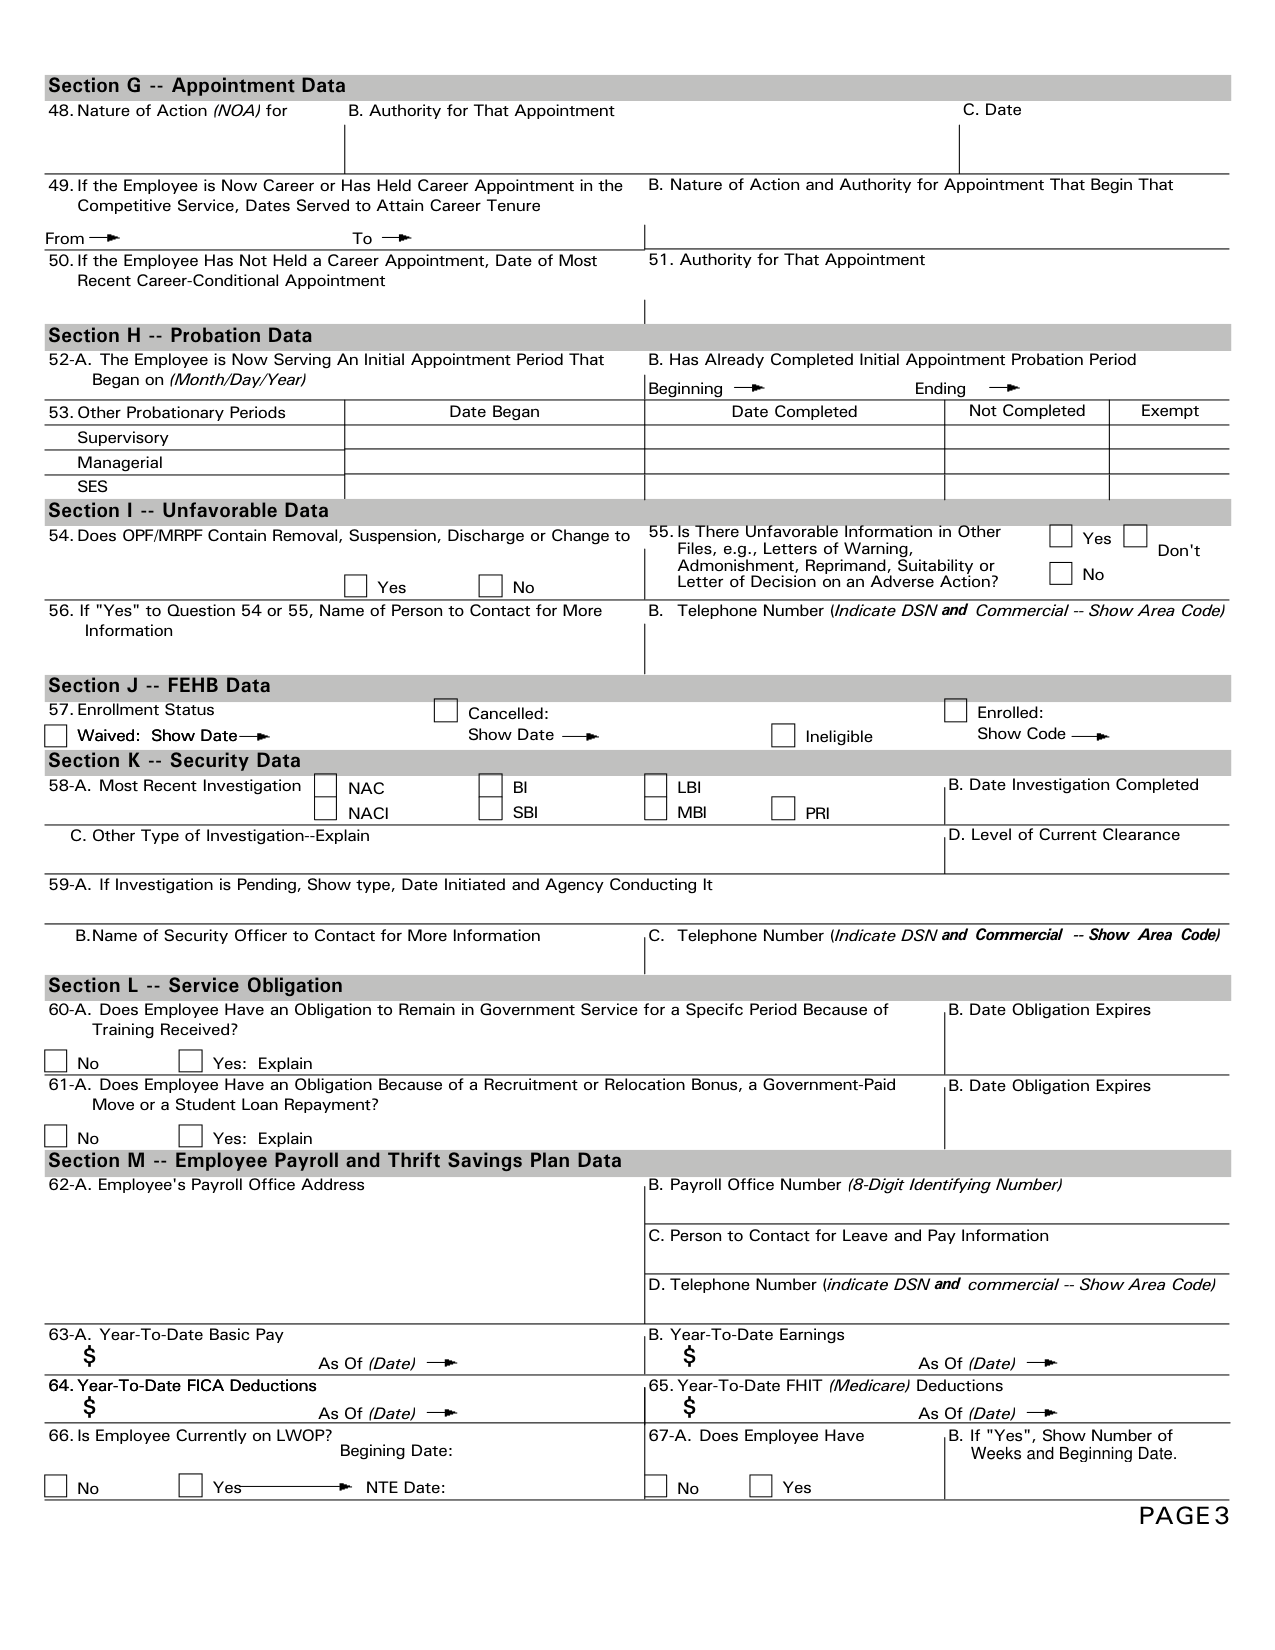 Section G -- Appointment Data
48. Nature of Action (NOA) for
B. Authority for That Appointment
C. Date
49. If the Employee is Now Career or Has Held Career Appointment in the
Competitive Service, Dates Served to Attain Career Tenure
From
To
B. Nature of Action and Authority for Appointment That Begin That
50. If the Employee Has Not Held a Career Appointment, Date of Most
Recent Career-Conditional Appointment
51. Authority for That Appointment
Section H -- Probation Data
52-A. The Employee is Now Serving An Initial Appointment Period That
Began on (Month/Day/Year)
B. Has Already Completed Initial Appointment Probation Period
Beginning
Ending
53. Other Probationary Periods
Date Began
Date Completed
Not Completed
Exempt
Supervisory
Managerial
SES
Section I -- Unfavorable Data
54. Does OPF/MRPF Contain Removal, Suspension, Discharge or Change to
Yes
No
55. Is There Unfavorable Information in Other
Files, e.g., Letters of Warning,
Admonishment, Reprimand, Suitability or
Letter of Decision on an Adverse Action?
Yes
Don't
No
56. If "Yes" to Question 54 or 55, Name of Person to Contact for More
Information
B. Telephone Number (Indicate DSN and Commercial -- Show Area Code)
Section J -- FEHB Data
57. Enrollment Status
Waived: Show Date
Cancelled:
Show Date
Ineligible
Enrolled:
Show Code
Section K -- Security Data
58-A. Most Recent Investigation
NAC
BI
LBI
NACI
SBI
MBI
PRI
B. Date Investigation Completed
C. Other Type of Investigation--Explain
D. Level of Current Clearance
59-A. If Investigation is Pending, Show type, Date Initiated and Agency Conducting It
B.Name of Security Officer to Contact for More Information
C. Telephone Number (Indicate DSN and Commercial -- Show Area Code)
Section L -- Service Obligation
60-A. Does Employee Have an Obligation to Remain in Government Service for a Specifc Period Because of
Training Received?
No
Yes: Explain
B. Date Obligation Expires
61-A. Does Employee Have an Obligation Because of a Recruitment or Relocation Bonus, a Government-Paid
Move or a Student Loan Repayment?
No
Yes: Explain
B. Date Obligation Expires
Section M -- Employee Payroll and Thrift Savings Plan Data
62-A. Employee's Payroll Office Address
B. Payroll Office Number (8-Digit Identifying Number)
C. Person to Contact for Leave and Pay Information
D. Telephone Number (indicate DSN and commercial -- Show Area Code)
63-A. Year-To-Date Basic Pay
$
As Of (Date)
B. Year-To-Date Earnings
$
As Of (Date)
64. Year-To-Date FICA Deductions
$
As Of (Date)
65. Year-To-Date FHIT (Medicare) Deductions
$
As Of (Date)
66. Is Employee Currently on LWOP?
Begining Date:
No
Yes
NTE Date:
67-A. Does Employee Have
No
Yes
B. If "Yes", Show Number of
Weeks and Beginning Date.
PAGE 3